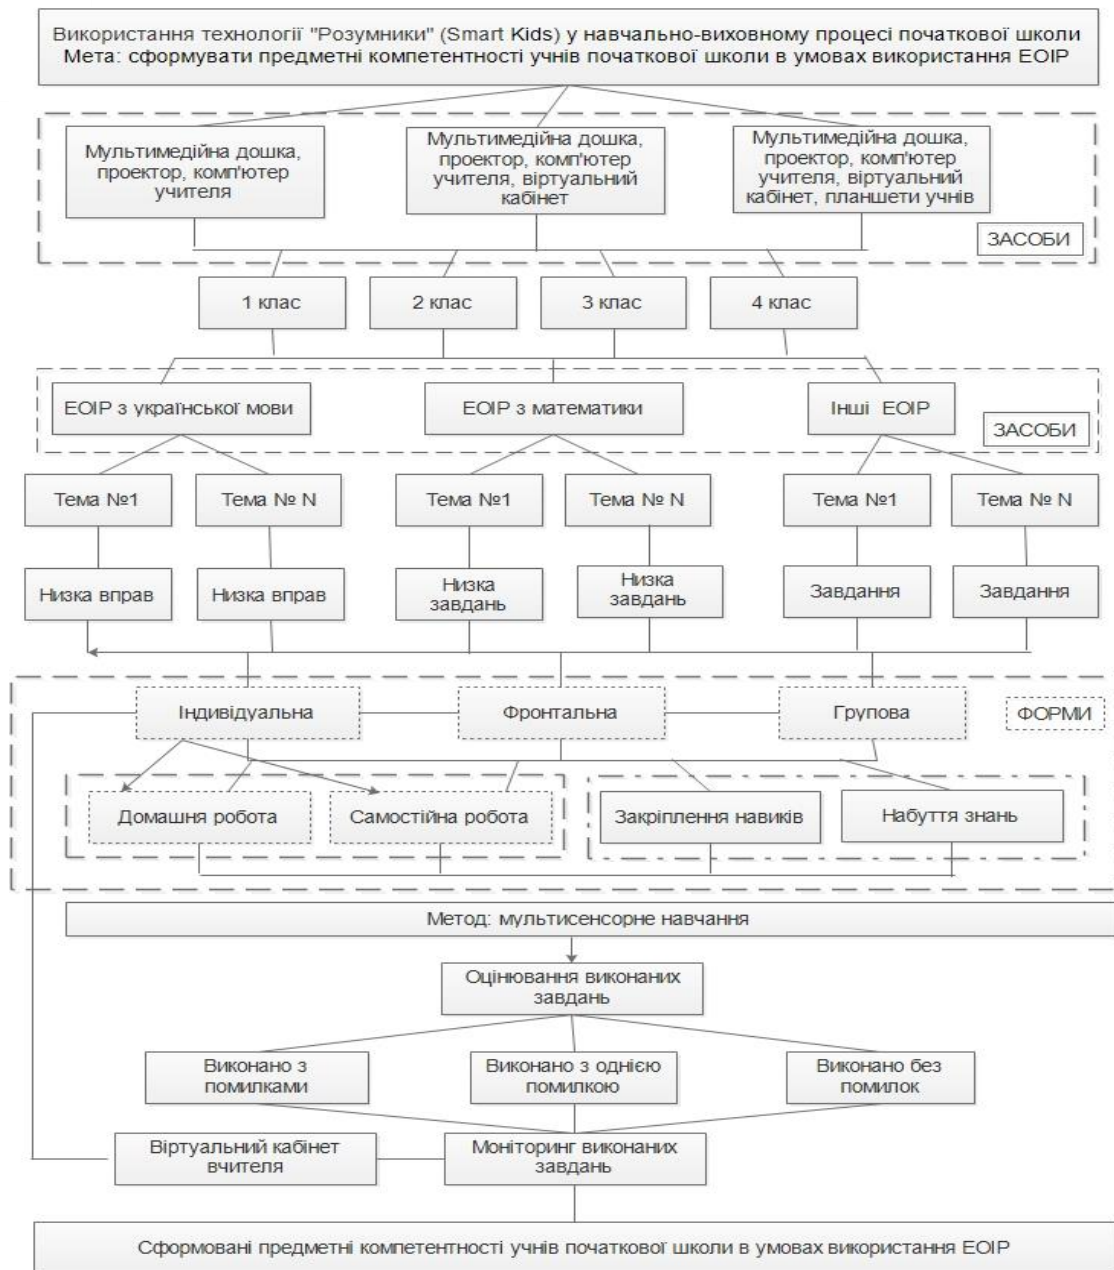 Використання технології "Розумники" (Smart Kids) у навчально-виховному процесі початкової школи
Мета: сформувати предметні компетентності учнів початкової школи в умовах використання ЕОІР
Мультимедійна дошка,
проектор, комп'ютер
учителя
Мультимедійна дошка,
проектор, комп'ютер
учителя, віртуальний
кабінет
Мультимедійна дошка,
проектор, комп'ютер
учителя, віртуальний
кабінет, планшети учнів
ЗАСОБИ
1 клас
2 клас
3 клас
4 клас
ЕОІР з української мови
ЕОІР з математики
Інші ЕОІР
ЗАСОБИ
Тема №1
Тема № N
Тема №1
Тема № N
Тема №1
Тема № N
Низка вправ
Низка вправ
Низка
завдань
Низка
завдань
Завдання
Завдання
Індивідуальна
Фронтальна
Групова
ФОРМИ
Домашня робота
Самостійна робота
Закріплення навиків
Набуття знань
Метод: мультисенсорне навчання
Оцінювання виконаних
завдань
Виконано з
помилками
Виконано з однією
помилкою
Виконано без
помилок
Віртуальний кабінет
вчителя
Моніторинг виконаних
завдань
Сформовані предметні компетентності учнів початкової школи в умовах використання ЕОІР